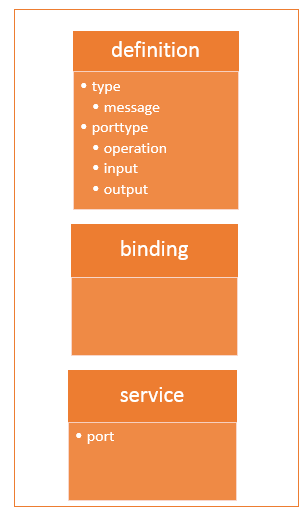 definition
• type
• message
• porttype
• operation
• input
• output
binding
service
• port